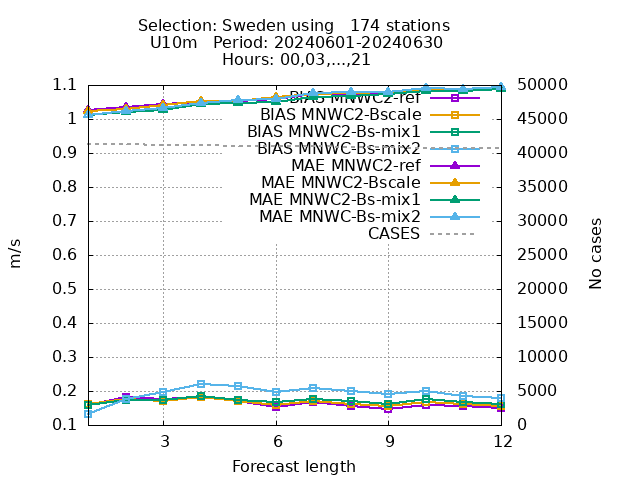 Selection: Sweden using   174 stations
U10m   Period: 20240601-20240630
Hours: 00,03,...,21
BIAS MNWC2-ref
BIAS MNWC2-Bscale
BIAS MNWC2-Bs-mix1
BIAS MNWC-Bs-mix2
MAE MNWC2-ref
MAE MNWC2-Bscale
MAE MNWC2-Bs-mix1
MAE MNWC-Bs-mix2
CASES
1.1
1
0.9
0.8
0.7
0.6
0.5
0.4
0.3
0.2
0.1
m/s
50000
45000
40000
35000
30000
25000
20000
15000
10000
5000
0
No cases
3 6 9 12
Forecast length